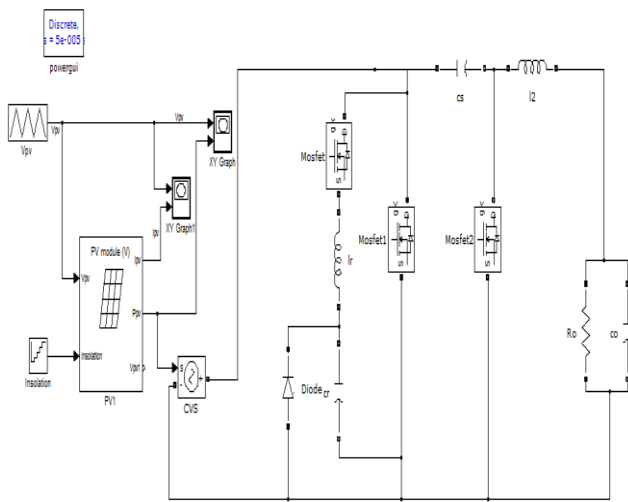 Discrete,
s = 5e-005 s
powergui
Vpv
Vpv
Vpv
XY Graph
XY Graph1
Ipv
PV module (V)
Vpv
Ipv
Ppv
Insolation
Vpv1
PV1
Insolation
s
-
+
CVS
Mosfet
g
D
S
lr
Mosfet1
g
D
S
Mosfet2
g
D
S
cs
l2
Diode
cr
Ro
co